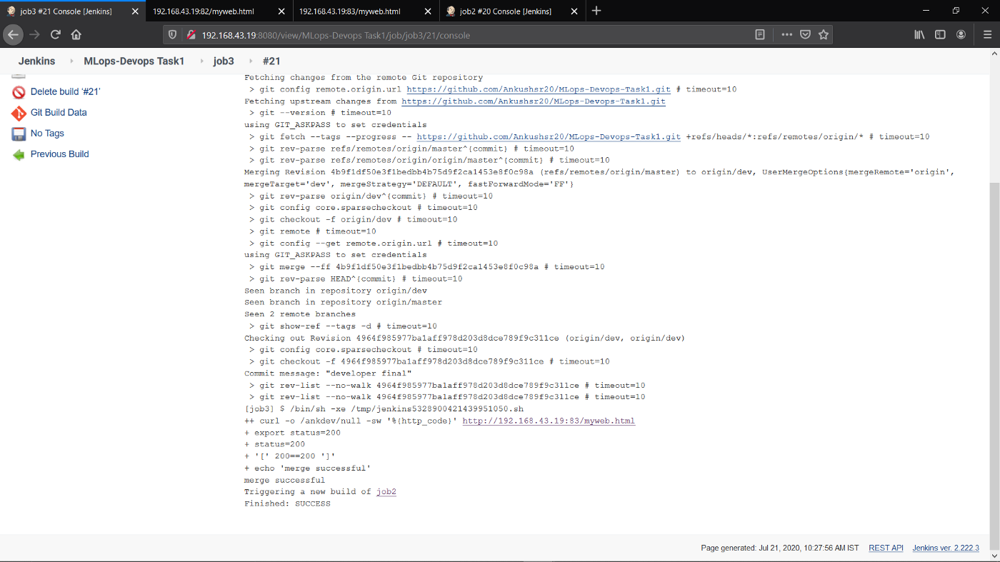 job3 #21 Console [Jenkins]
192.168.43.19:82/myweb.html
192.168.43.19:83/myweb.html
job2 #20 Console [Jenkins]
192.168.43.19:8080/view/MLops-Devops Task1/job/job3/21/console
Jenkins MLops-Devops Task1 job3 #21
Delete build '#21'
Git Build Data
No Tags
Previous Build
Fetching changes from the remote Git repository
> git config remote.origin.url https://github.com/Ankushsr20/MLops-Devops-Task1.git # timeout=10
Fetching upstream changes from https://github.com/Ankushsr20/MLops-Devops-Task1.git
> git --version # timeout=10
using GIT_ASKPASS to set credentials
> git fetch --tags --progress -- https://github.com/Ankushsr20/MLops-Devops-Task1.git +refs/heads/*:refs/remotes/origin/* # timeout=10
> git rev-parse refs/remotes/origin/master^{commit} # timeout=10
> git rev-parse refs/remotes/origin/origin/master^{commit} # timeout=10
Merging Revision 4b9f1df50e3f1bedbb4b75d9f2ca1453e8f0c98a (refs/remotes/origin/master) to origin/dev, UserMergeOptions{mergeRemote='origin',
mergeTarget='dev', mergeStrategy='DEFAULT', fastForwardMode='FF'}
> git rev-parse origin/dev^{commit} # timeout=10
> git config core.sparsecheckout # timeout=10
> git checkout -f origin/dev # timeout=10
> git remote # timeout=10
> git config --get remote.origin.url # timeout=10
using GIT_ASKPASS to set credentials
> git merge --ff 4b9f1df50e3f1bedbb4b75d9f2ca1453e8f0c98a # timeout=10
> git rev-parse HEAD^{commit} # timeout=10
Seen branch in repository origin/dev
Seen branch in repository origin/master
Seen 2 remote branches
> git show-ref --tags -d # timeout=10
Checking out Revision 4964f985977ba1aff978d203d8dce789f9c311ce (origin/dev, origin/dev)
> git config core.sparsecheckout # timeout=10
> git checkout -f 4964f985977ba1aff978d203d8dce789f9c311ce # timeout=10
Commit message: "developer final"
> git rev-list --no-walk 4964f985977ba1aff978d203d8dce789f9c311ce # timeout=10
> git rev-list --no-walk 4964f985977ba1aff978d203d8dce789f9c311ce # timeout=10
[job3] $ /bin/sh -xe /tmp/jenkins5328900421439951050.sh
++ curl -o /ankdev/null -sw '%{http_code}' http://192.168.43.19:83/myweb.html
+ export status=200
+ status=200
+ '[' 200==200 ']'
+ echo 'merge successful'
merge successful
Triggering a new build of job2
Finished: SUCCESS
Page generated: Jul 21, 2020, 10:27:56 AM IST REST API Jenkins ver. 2.222.3